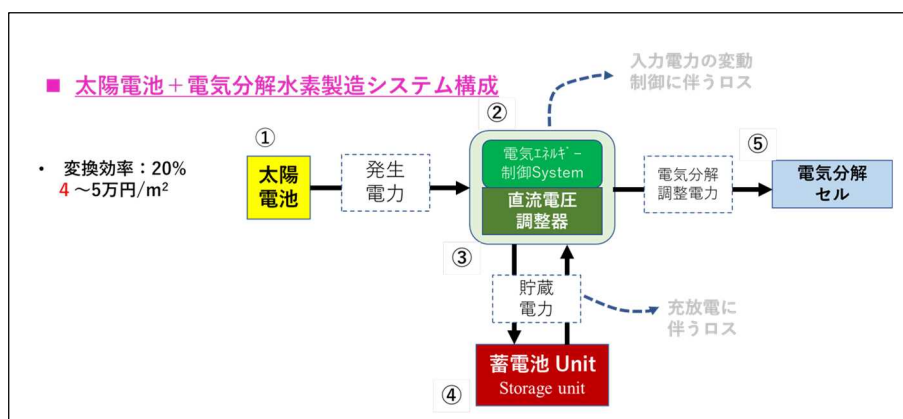 ■ 太陽電池＋電気分解水素製造システム構成
入力電力の変動
制御に伴うロス
①
②
⑤
• 変換効率：20%
4 ～5万円/m²
太陽
電池
発生
電力
電気ｴﾈﾙｷﾞｰ
制御System
直流電圧
調整器
電気分解
調整電力
電気分解
セル
③
貯蔵
電力
充放電に
伴うロス
④
蓄電池 Unit
Storage unit